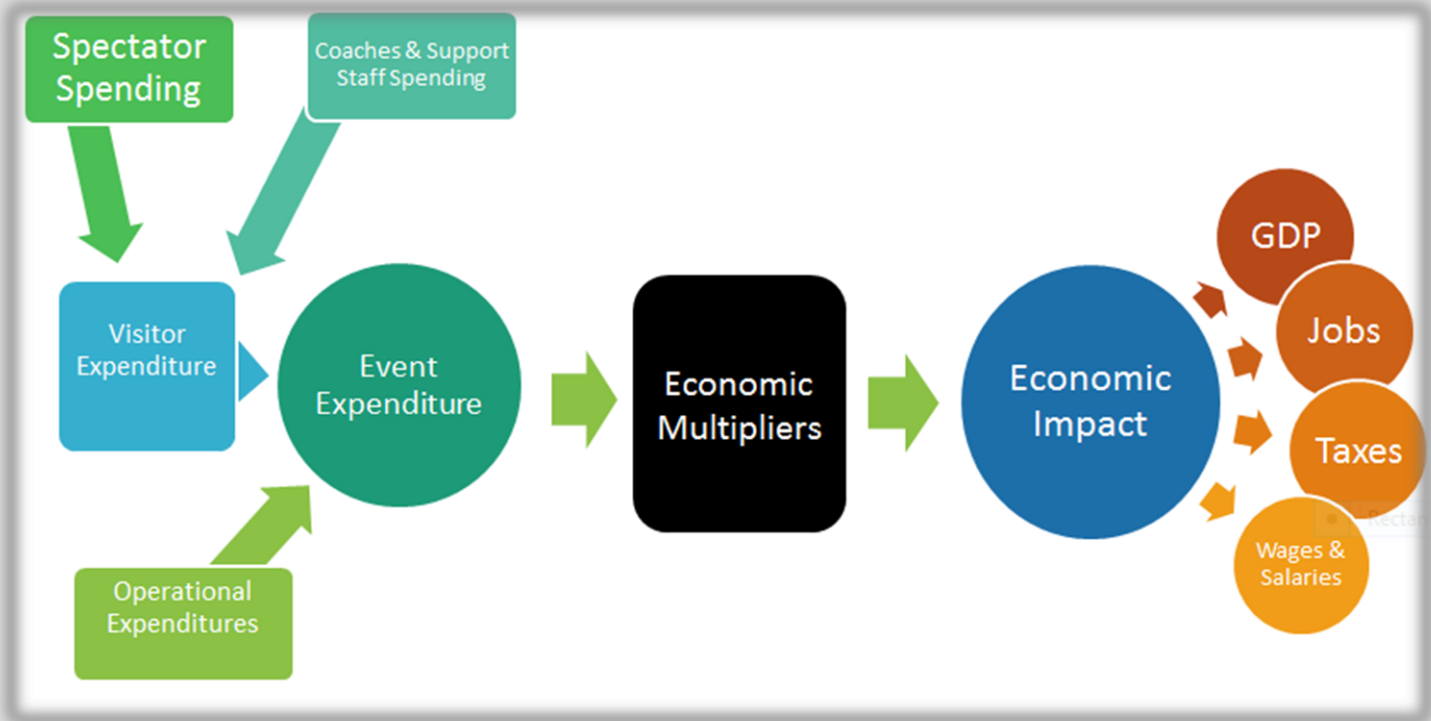 Spectator
Spending
Coaches & Support
Staff Spending
Visitor
Expenditure
Event
Expenditure
Operational
Expenditures
Economic
Multipliers
Economic
Impact
GDP
Jobs
Taxes
Wages &
Salaries
Rectan